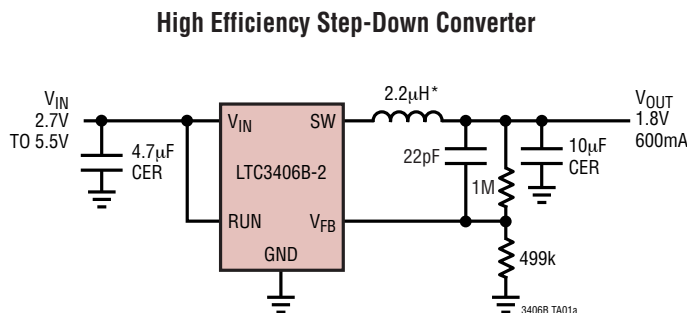 High Efficiency Step-Down Converter
VIN
2.7V
TO 5.5V
4.7μF
CER
VIN
SW
LTC3406B-2
RUN
VFB
GND
2.2μH*
22pF
1M
10μF
CER
VOUT
1.8V
600mA
499k
3406B TA01a